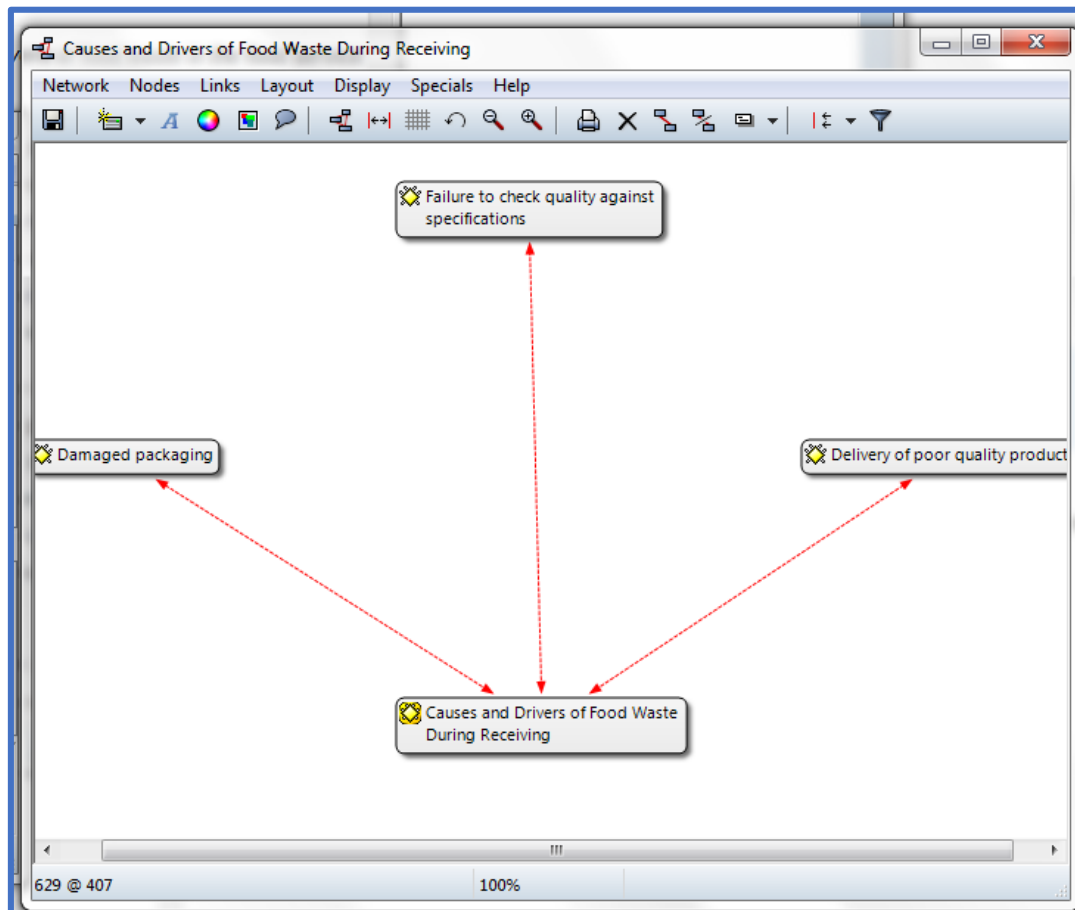 Causes and Drivers of Food Waste During Receiving
Network Nodes Links Layout Display Specials Help
Failure to check quality against
specifications
Damaged packaging
Delivery of poor quality product
Causes and Drivers of Food Waste
During Receiving
629 @ 407 100%